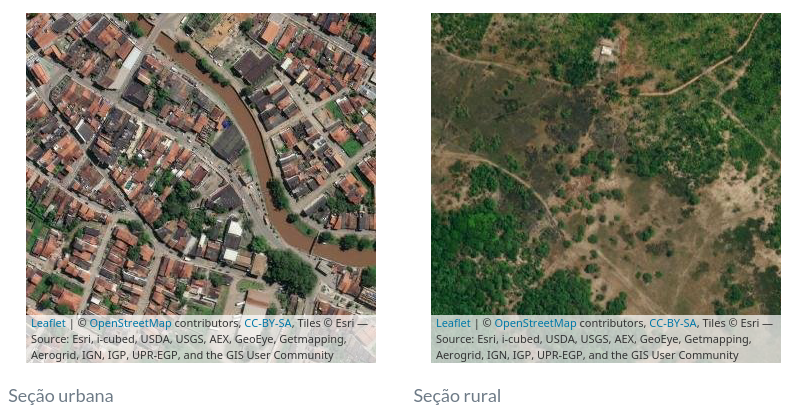 Leaflet | © OpenStreetMap contributors, CC-BY-SA, Tiles © Esri —
Source: Esri, i-cubed, USDA, USGS, AEX, GeoEye, Getmapping,
Aerogrid, IGN, IGP, UPR-EGP, and the GIS User Community
Leaflet | © OpenStreetMap contributors, CC-BY-SA, Tiles © Esri —
Source: Esri, i-cubed, USDA, USGS, AEX, GeoEye, Getmapping,
Aerogrid, IGN, IGP, UPR-EGP, and the GIS User Community
Seção urbana
Seção rural